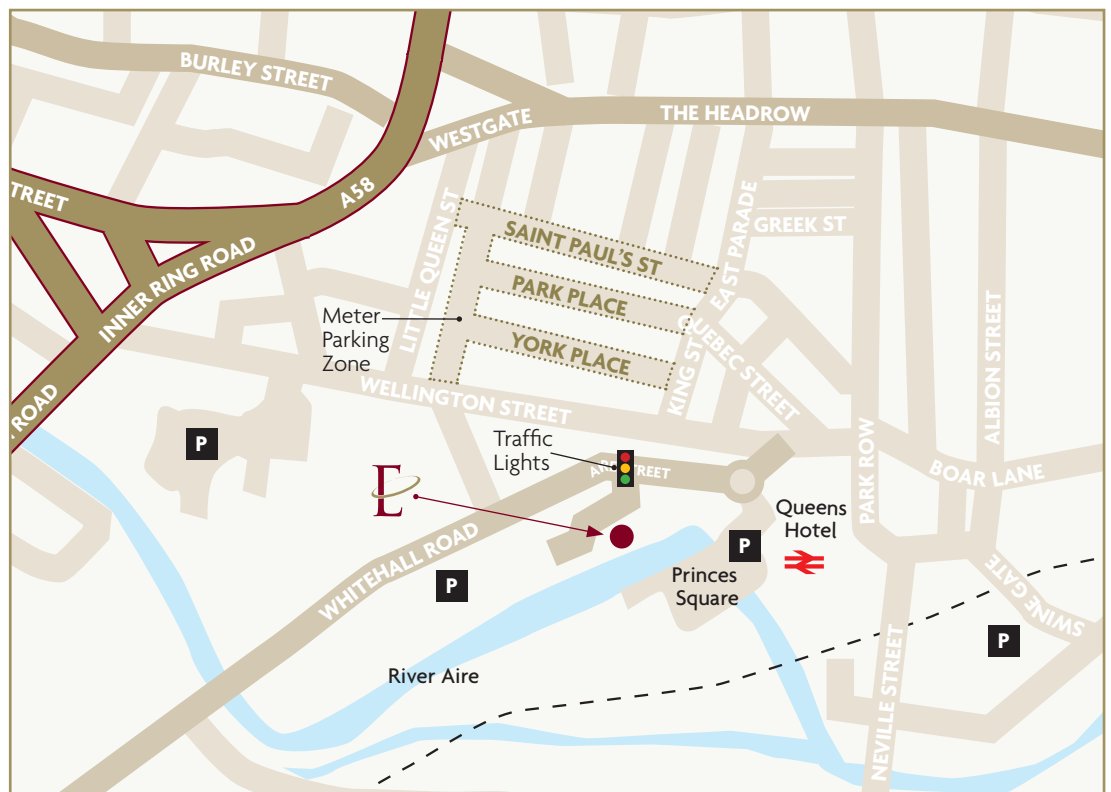 BURLEY STREET
THE HEADROW
WESTGATE
A58
TREET
INNER RING ROAD
ROAD
LITTLE QUEEN ST
SAINT PAUL'S ST
PARK PLACE
YORK PLACE
EAST PARADE
GREEK ST
QUEBEC STREET
KING ST
ALBION STREET
Meter
Parking
Zone
WELLINGTON STREET
Traffic
Lights
STREET
P
E
PARK ROW
BOAR LANE
Queens
Hotel
P
WHITEHALL ROAD
P
Princes
Square
SWINE GATE
P
River Aire
NEVILLE STREET